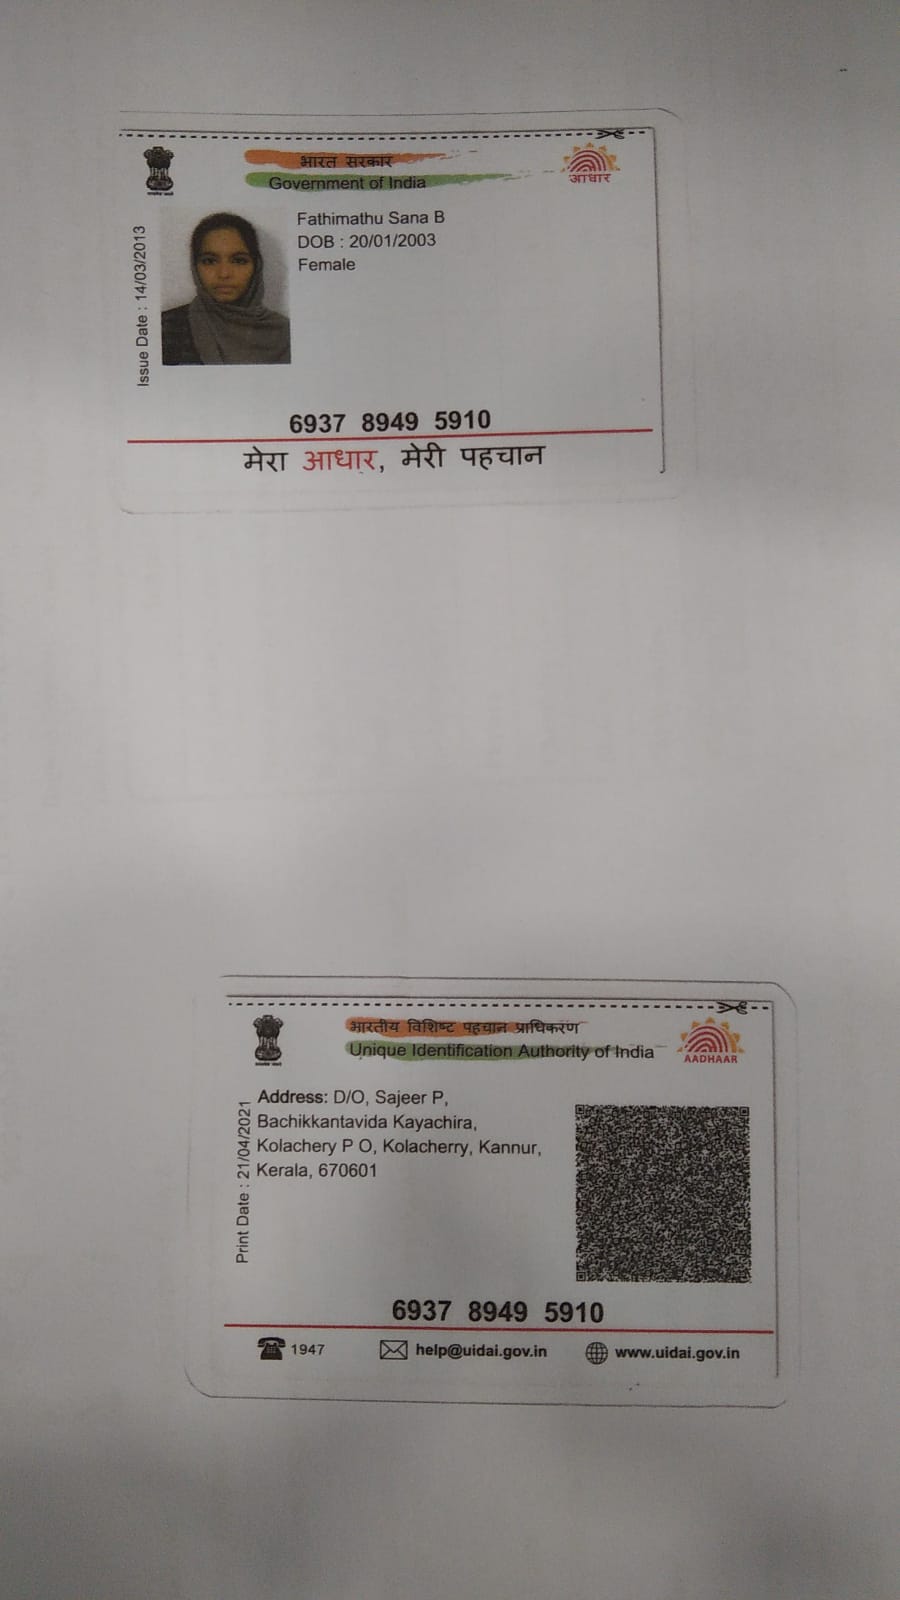 भारत सरकार
Government of India
आधार
Issue Date : 14/03/2013
Fathimathu Sana B
DOB : 20/01/2003
Female
6937 8949 5910
मेरा आधार, मेरी पहचान
भारतीय विशिष्ट पहचान प्राधिकरण
Unique Identification Authority of India
AADHAAR
Print Date : 21/04/2021
Address: D/O, Sajeer P,
Bachikkantavida Kayachira,
Kolachery P O, Kolacherry, Kannur,
Kerala, 670601
6937 8949 5910
1947 help@uidai.gov.in www.uidai.gov.in